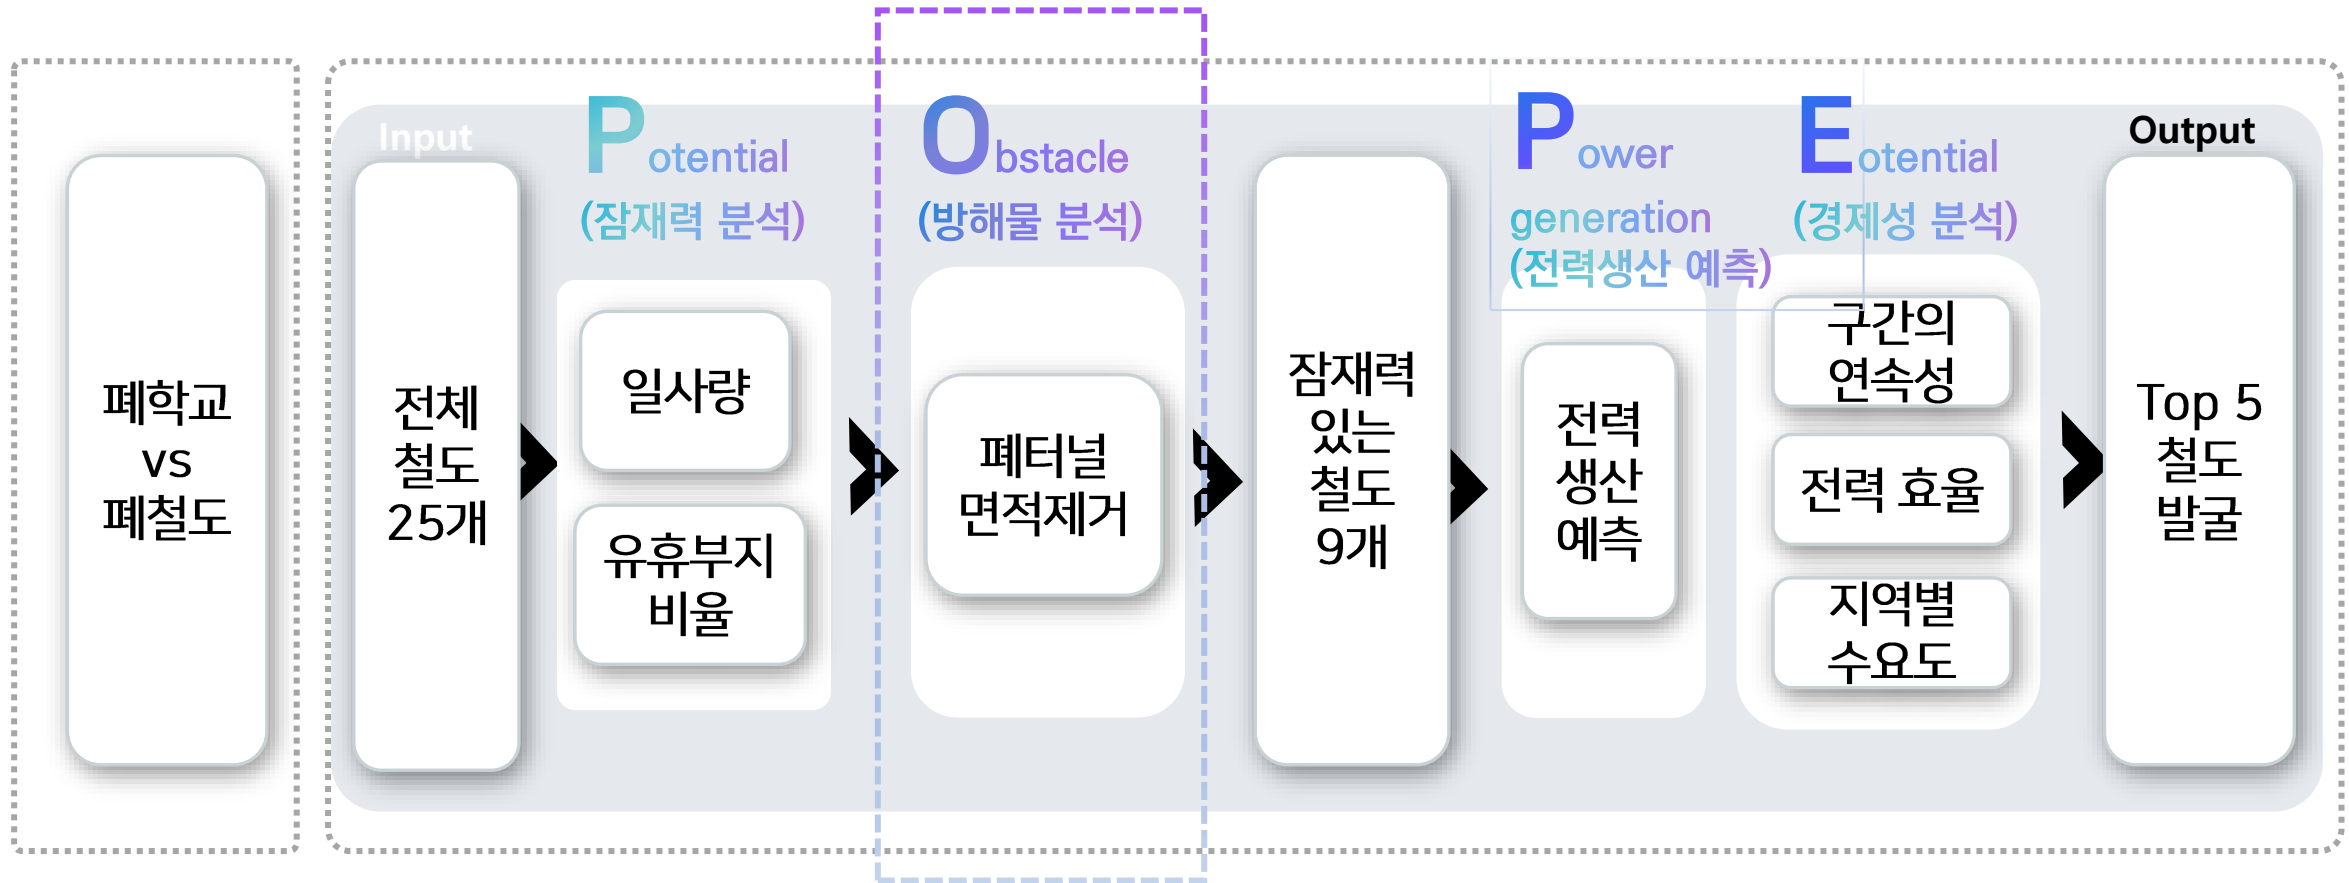 폐학교
vs
폐철도
Input
전체
철도
25개
Potential
(잠재력 분석)
일사량
유휴부지
비율
Obstacle
(방해물 분석)
폐터널
면적제거
잠재력
있는
철도
9개
Power
generation
(전력생산 예측)
전력
생산
예측
Eotential
(경제성 분석)
구간의
연속성
전력 효율
지역별
수요도
Output
Top 5
철도
발굴